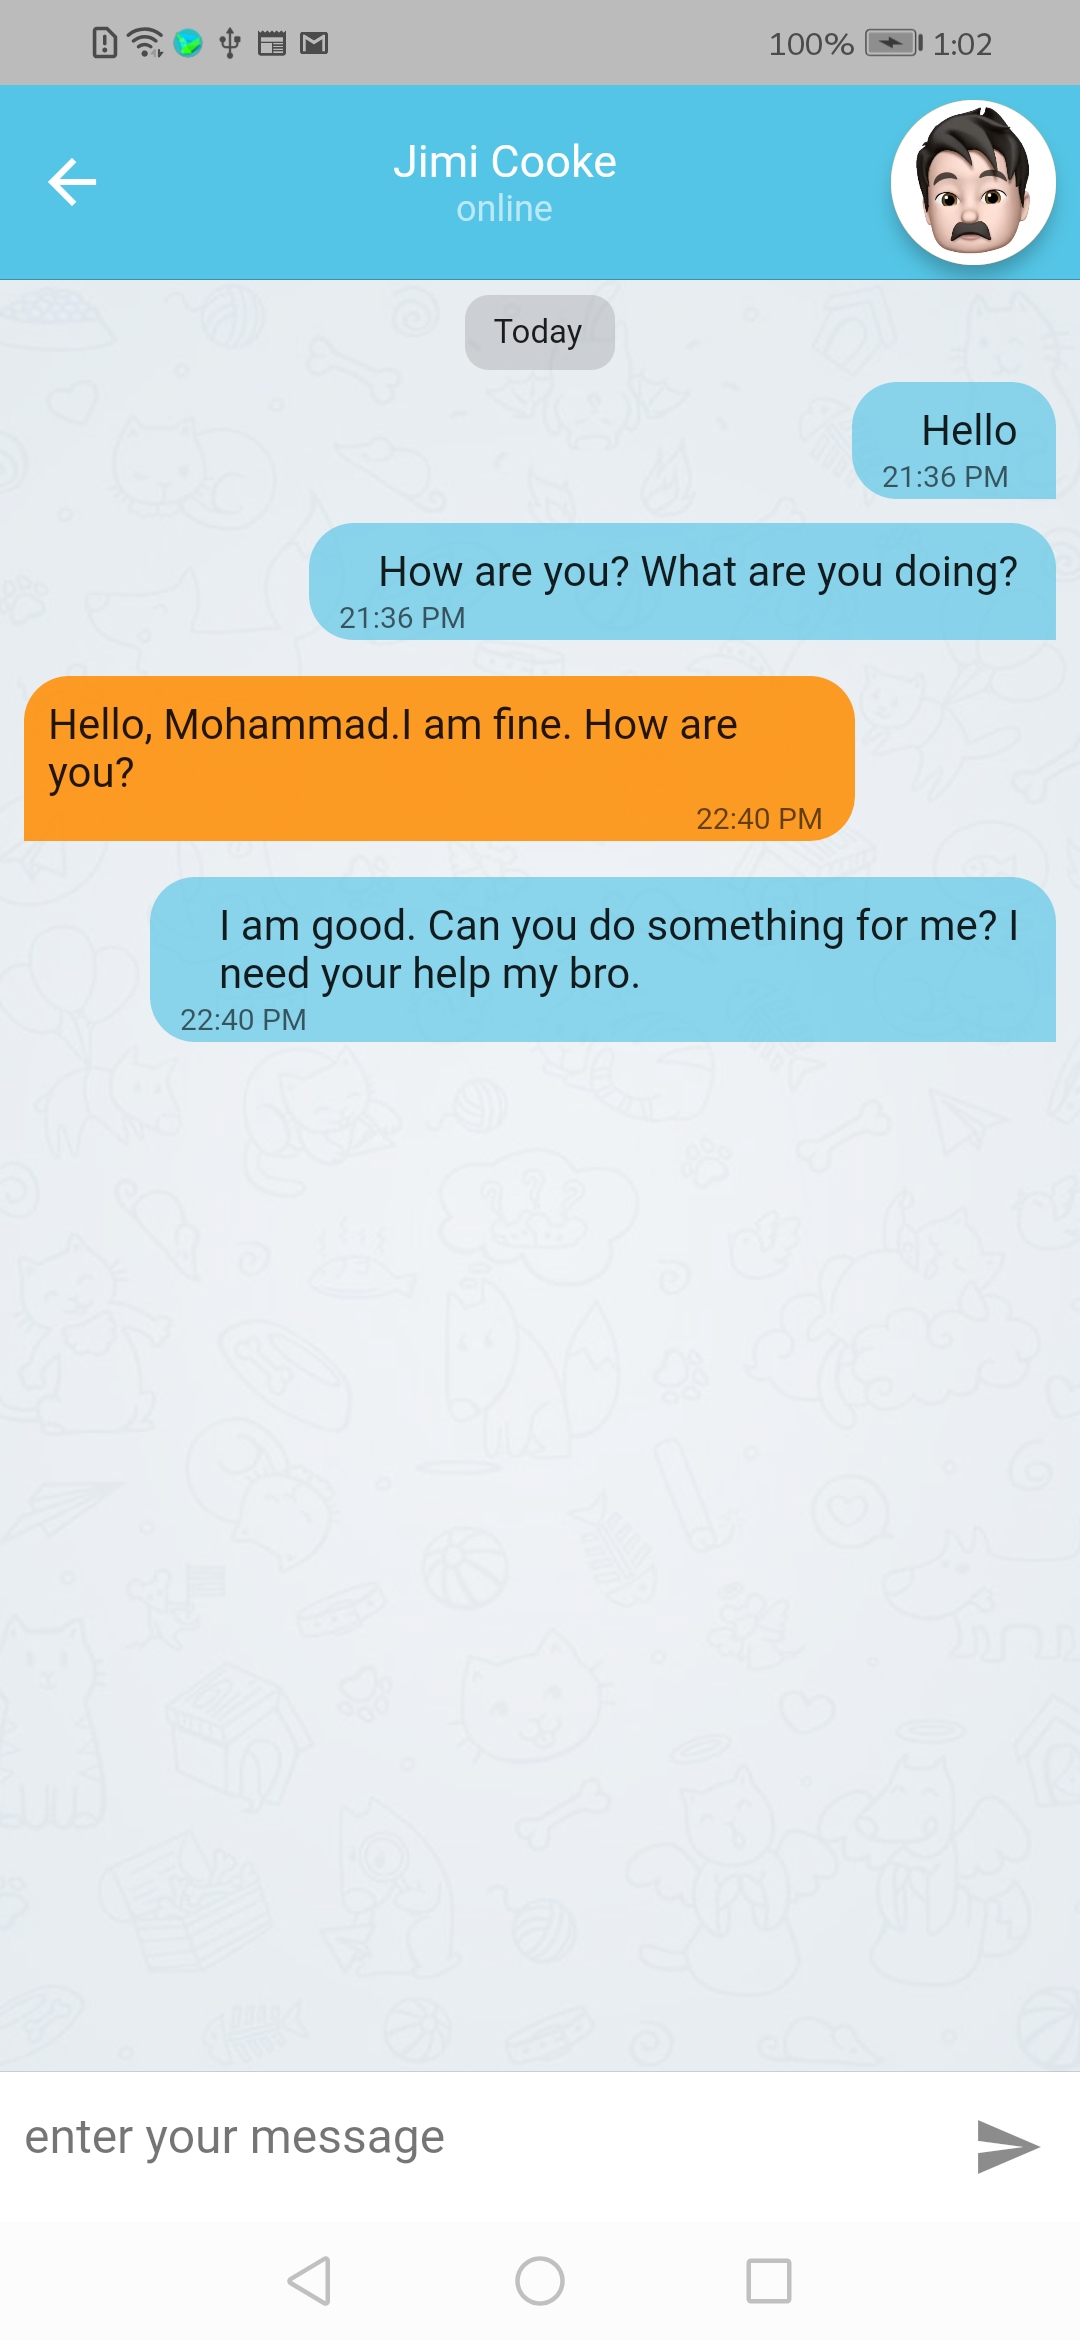 100% 1:02
Jimi Cooke
online
Today
Hello
21:36 PM
How are you? What are you doing?
21:36 PM
Hello, Mohammad.I am fine. How are
you?
22:40 PM
I am good. Can you do something for me? I
need your help my bro.
22:40 PM
enter your message